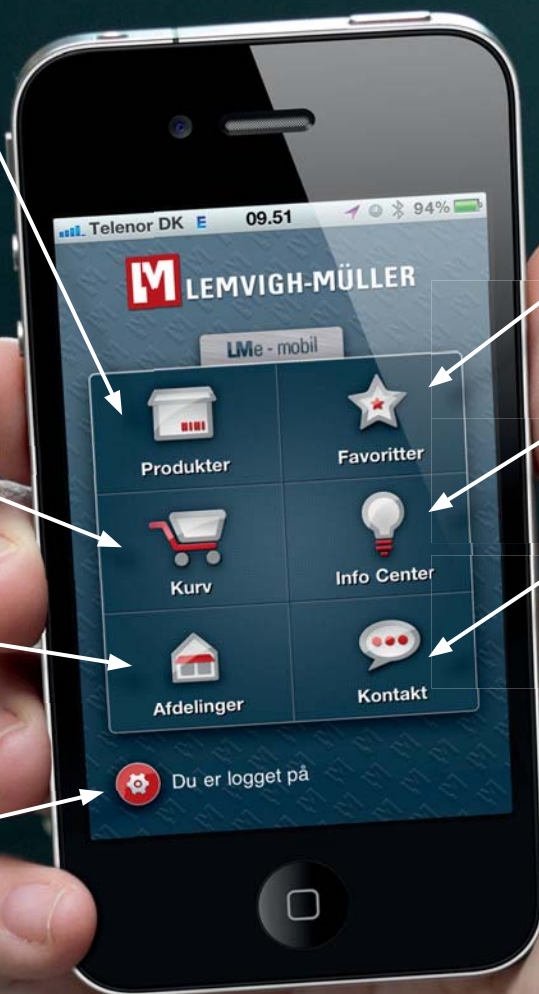 Telenor DK E 09.51 94%
LM LEMVIGH-MÜLLER
LMe - mobil
Produkter Favoritter
Kurv Info Center
Afdelinger Kontakt
Du er logget på